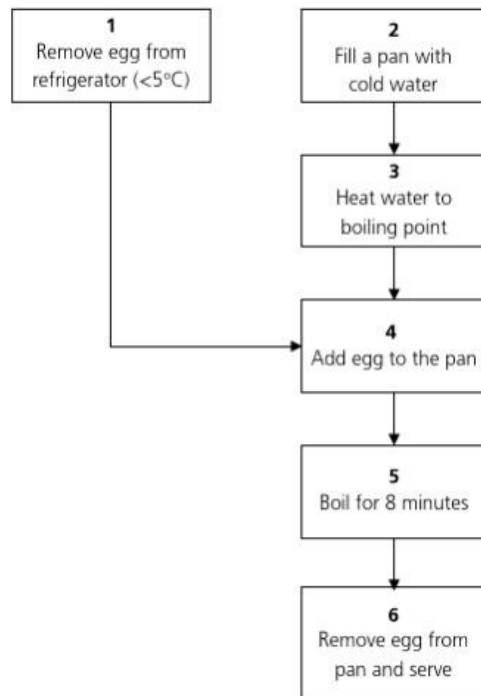 1
Remove egg from
refrigerator (<5°C)
2
Fill a pan with
cold water
3
Heat water to
boiling point
4
Add egg to the pan
5
Boil for 8 minutes
6
Remove egg from
pan and serve